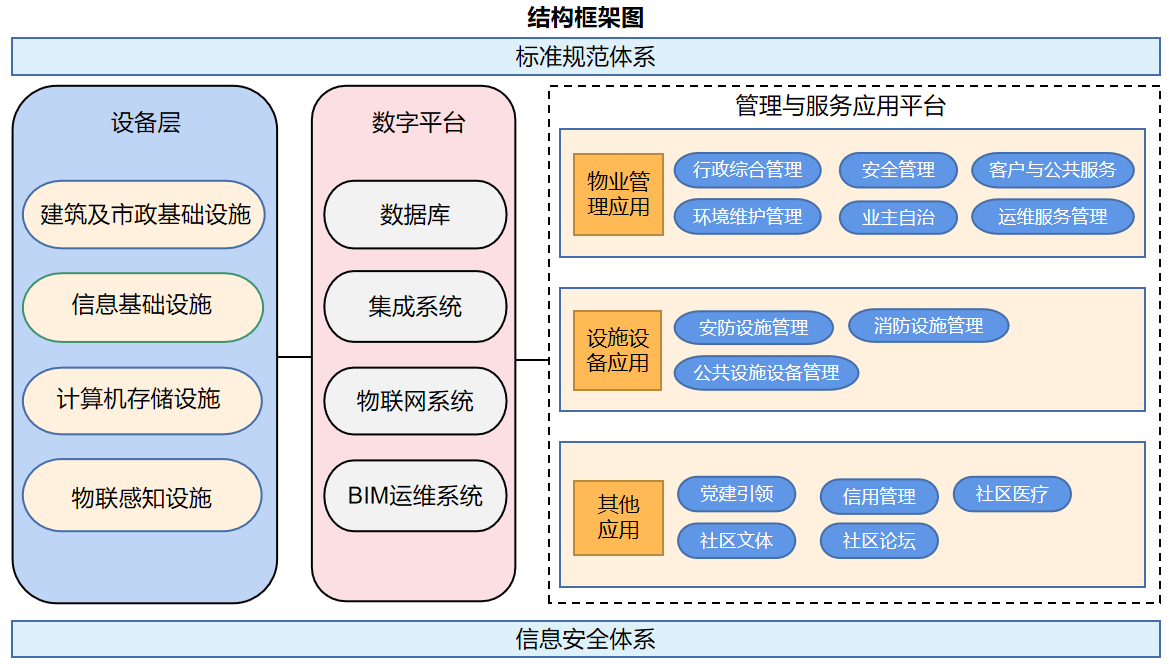 结构框架图
标准规范体系
设备层
建筑及市政基础设施
信息基础设施
计算机存储设施
物联感知设施
数字平台
数据库
集成系统
物联网系统
BIM运维系统
管理与服务应用平台
物业管
理应用
行政综合管理
安全管理
客户与公共服务
环境维护管理
业主自治
运维服务管理
设施设
备应用
安防设施管理
消防设施管理
公共设施设备管理
其他
应用
党建引领
信用管理
社区医疗
社区文体
社区论坛
信息安全体系